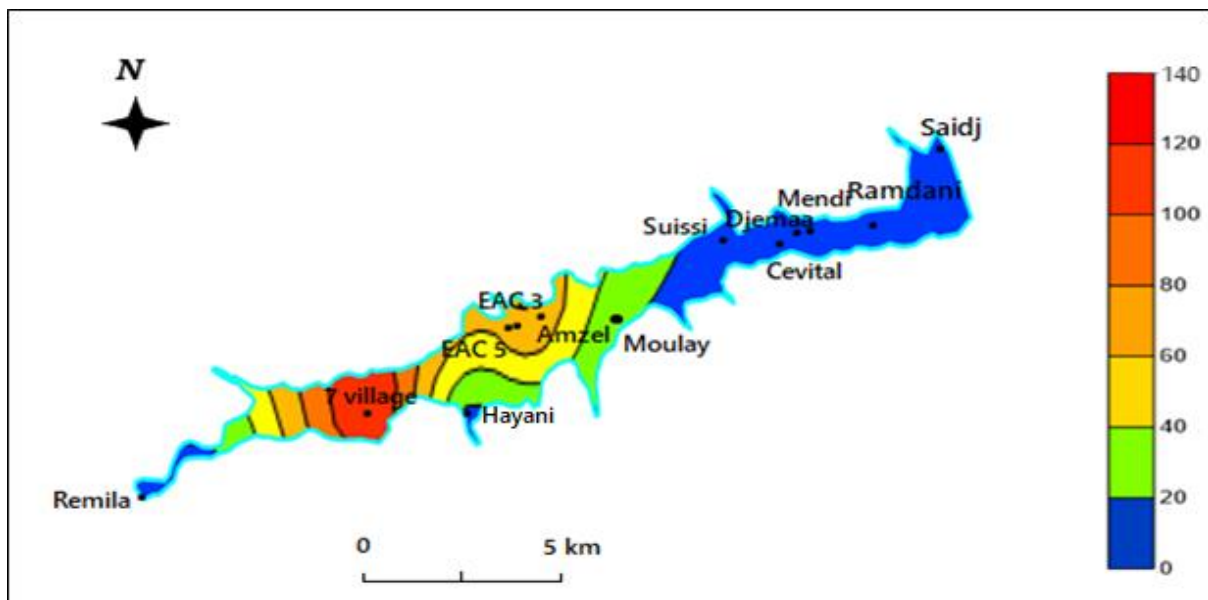 N
140
120
100
80
60
40
20
0
Saidj
Mendi
Ramdani
Suissi
Djemaa
Cevital
EAC 3
Amzel
Moulay
EAC 5
7 village
Hayani
Remila
0
5 km